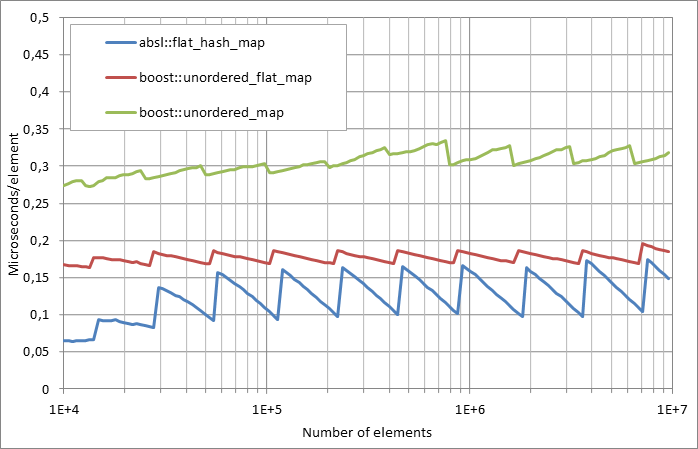 0,5
0,45
0,4
0,35
0,3
0,25
0,2
0,15
0,1
0,05
0
Microseconds/element
absl::flat_hash_map
boost::unordered_flat_map
boost::unordered_map
1E+4
1E+5
1E+6
1E+7
Number of elements